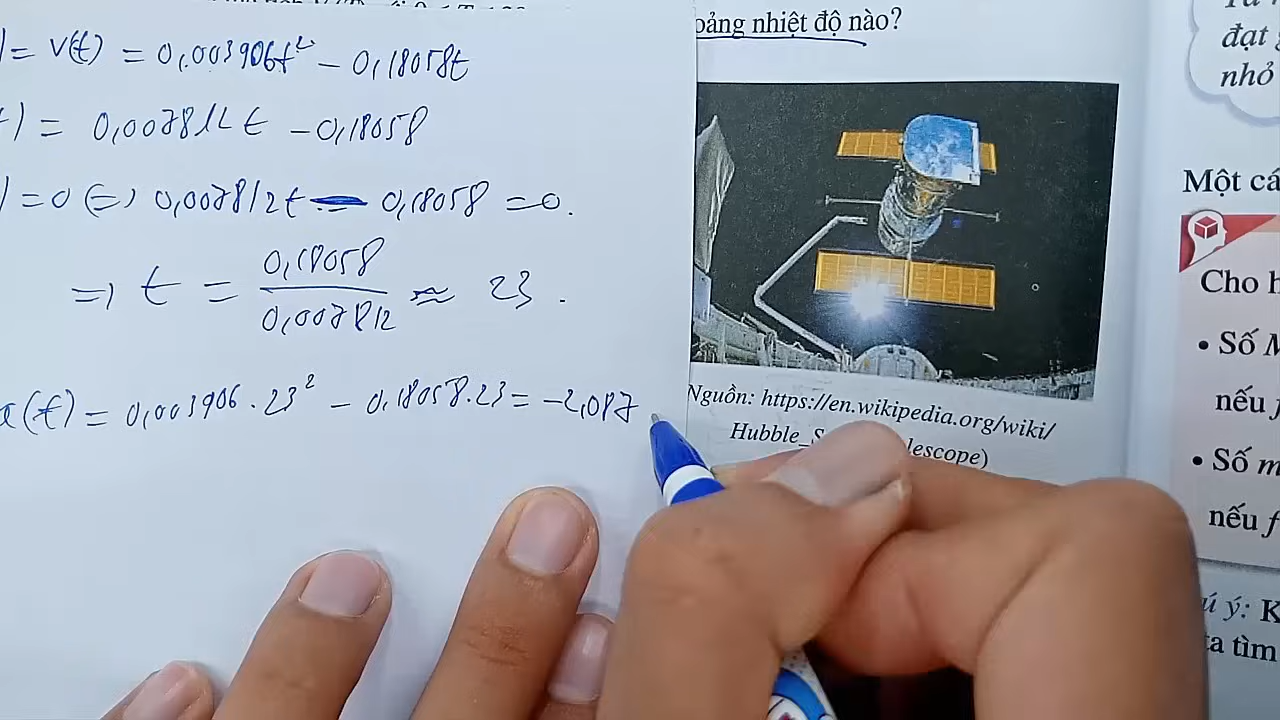 ) = v(t) = 0,003906t² - 0,18058t
t) = 0,007812t - 0,18058
) = 0 (=) 0,007812t - 0,18058 = 0.
=> t = 0,18058 / 0,007812 ≈ 23.
a(t) = 0,003906.23² - 0,18058.23 = -2,087
oảng nhiệt độ nào?
Nguồn: https://en.wikipedia.org/wiki/
Hubble_S lescope)
đạt
nhỏ
Một cá
Cho h
• Số M
nếu f
• Số m
nếu f
ú ý: K
ta tìm